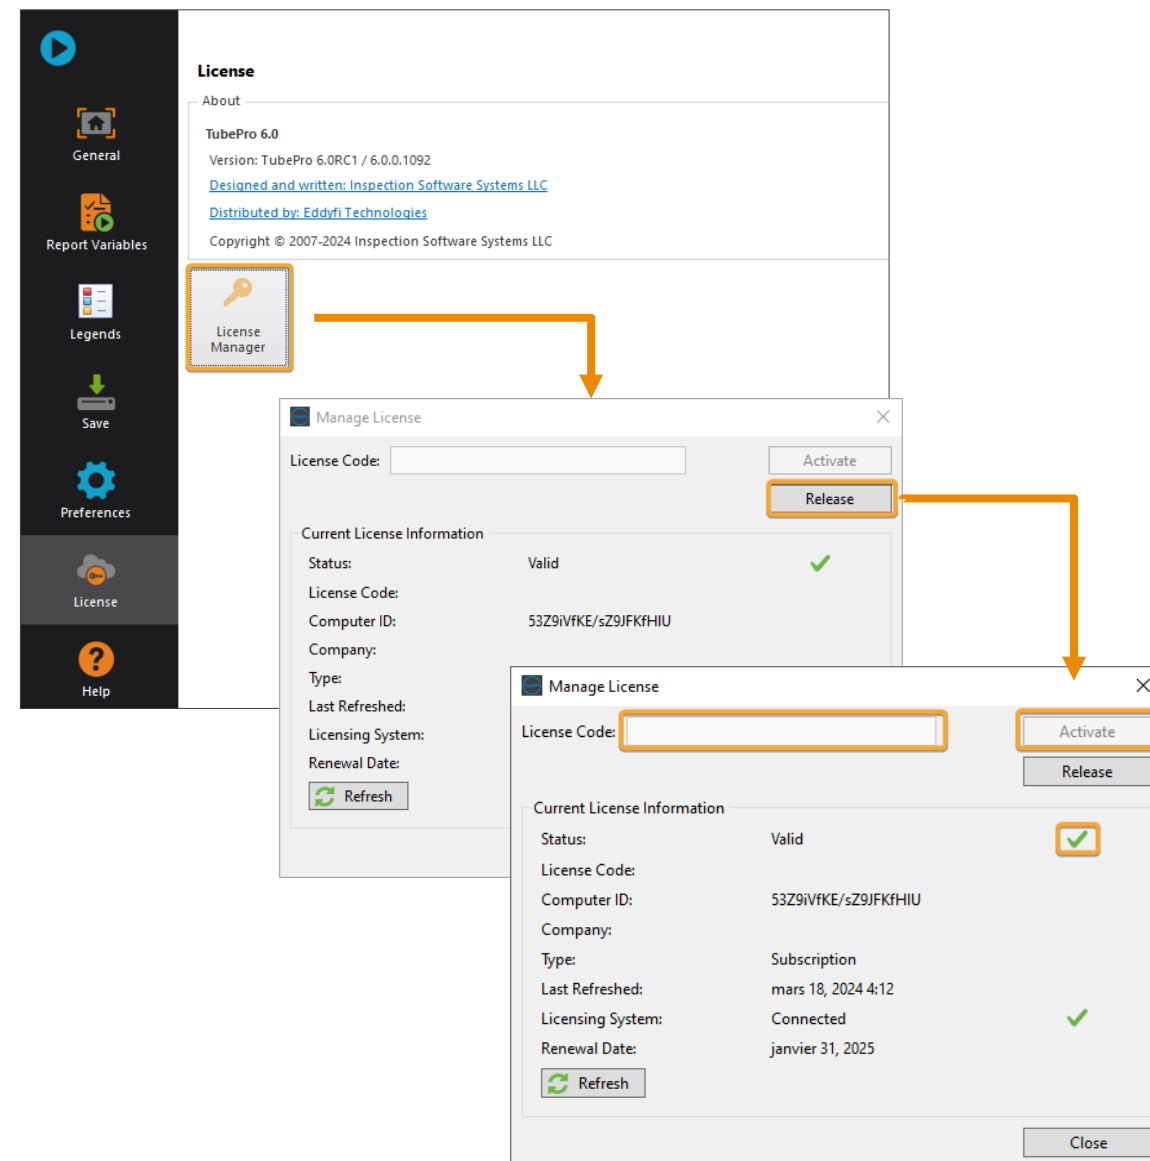 License
About
TubePro 6.0
Version: TubePro 6.0RC1 / 6.0.0.1092
Designed and written: Inspection Software Systems LLC
Distributed by: Eddyfi Technologies
Copyright © 2007-2024 Inspection Software Systems LLC
General
Report Variables
Legends
Save
Preferences
License
Help
License
Manager
Manage License
License Code:
Activate
Release
Current License Information
Status: Valid
License Code:
Computer ID: 53Z9iVfKE/sZ9JFKfHIU
Company:
Type:
Last Refreshed:
Licensing System:
Renewal Date:
Refresh
Manage License
License Code:
Activate
Release
Current License Information
Status: Valid
License Code:
Computer ID: 53Z9iVfKE/sZ9JFKfHIU
Company:
Type: Subscription
Last Refreshed: mars 18, 2024 4:12
Licensing System: Connected
Renewal Date: janvier 31, 2025
Refresh
Close